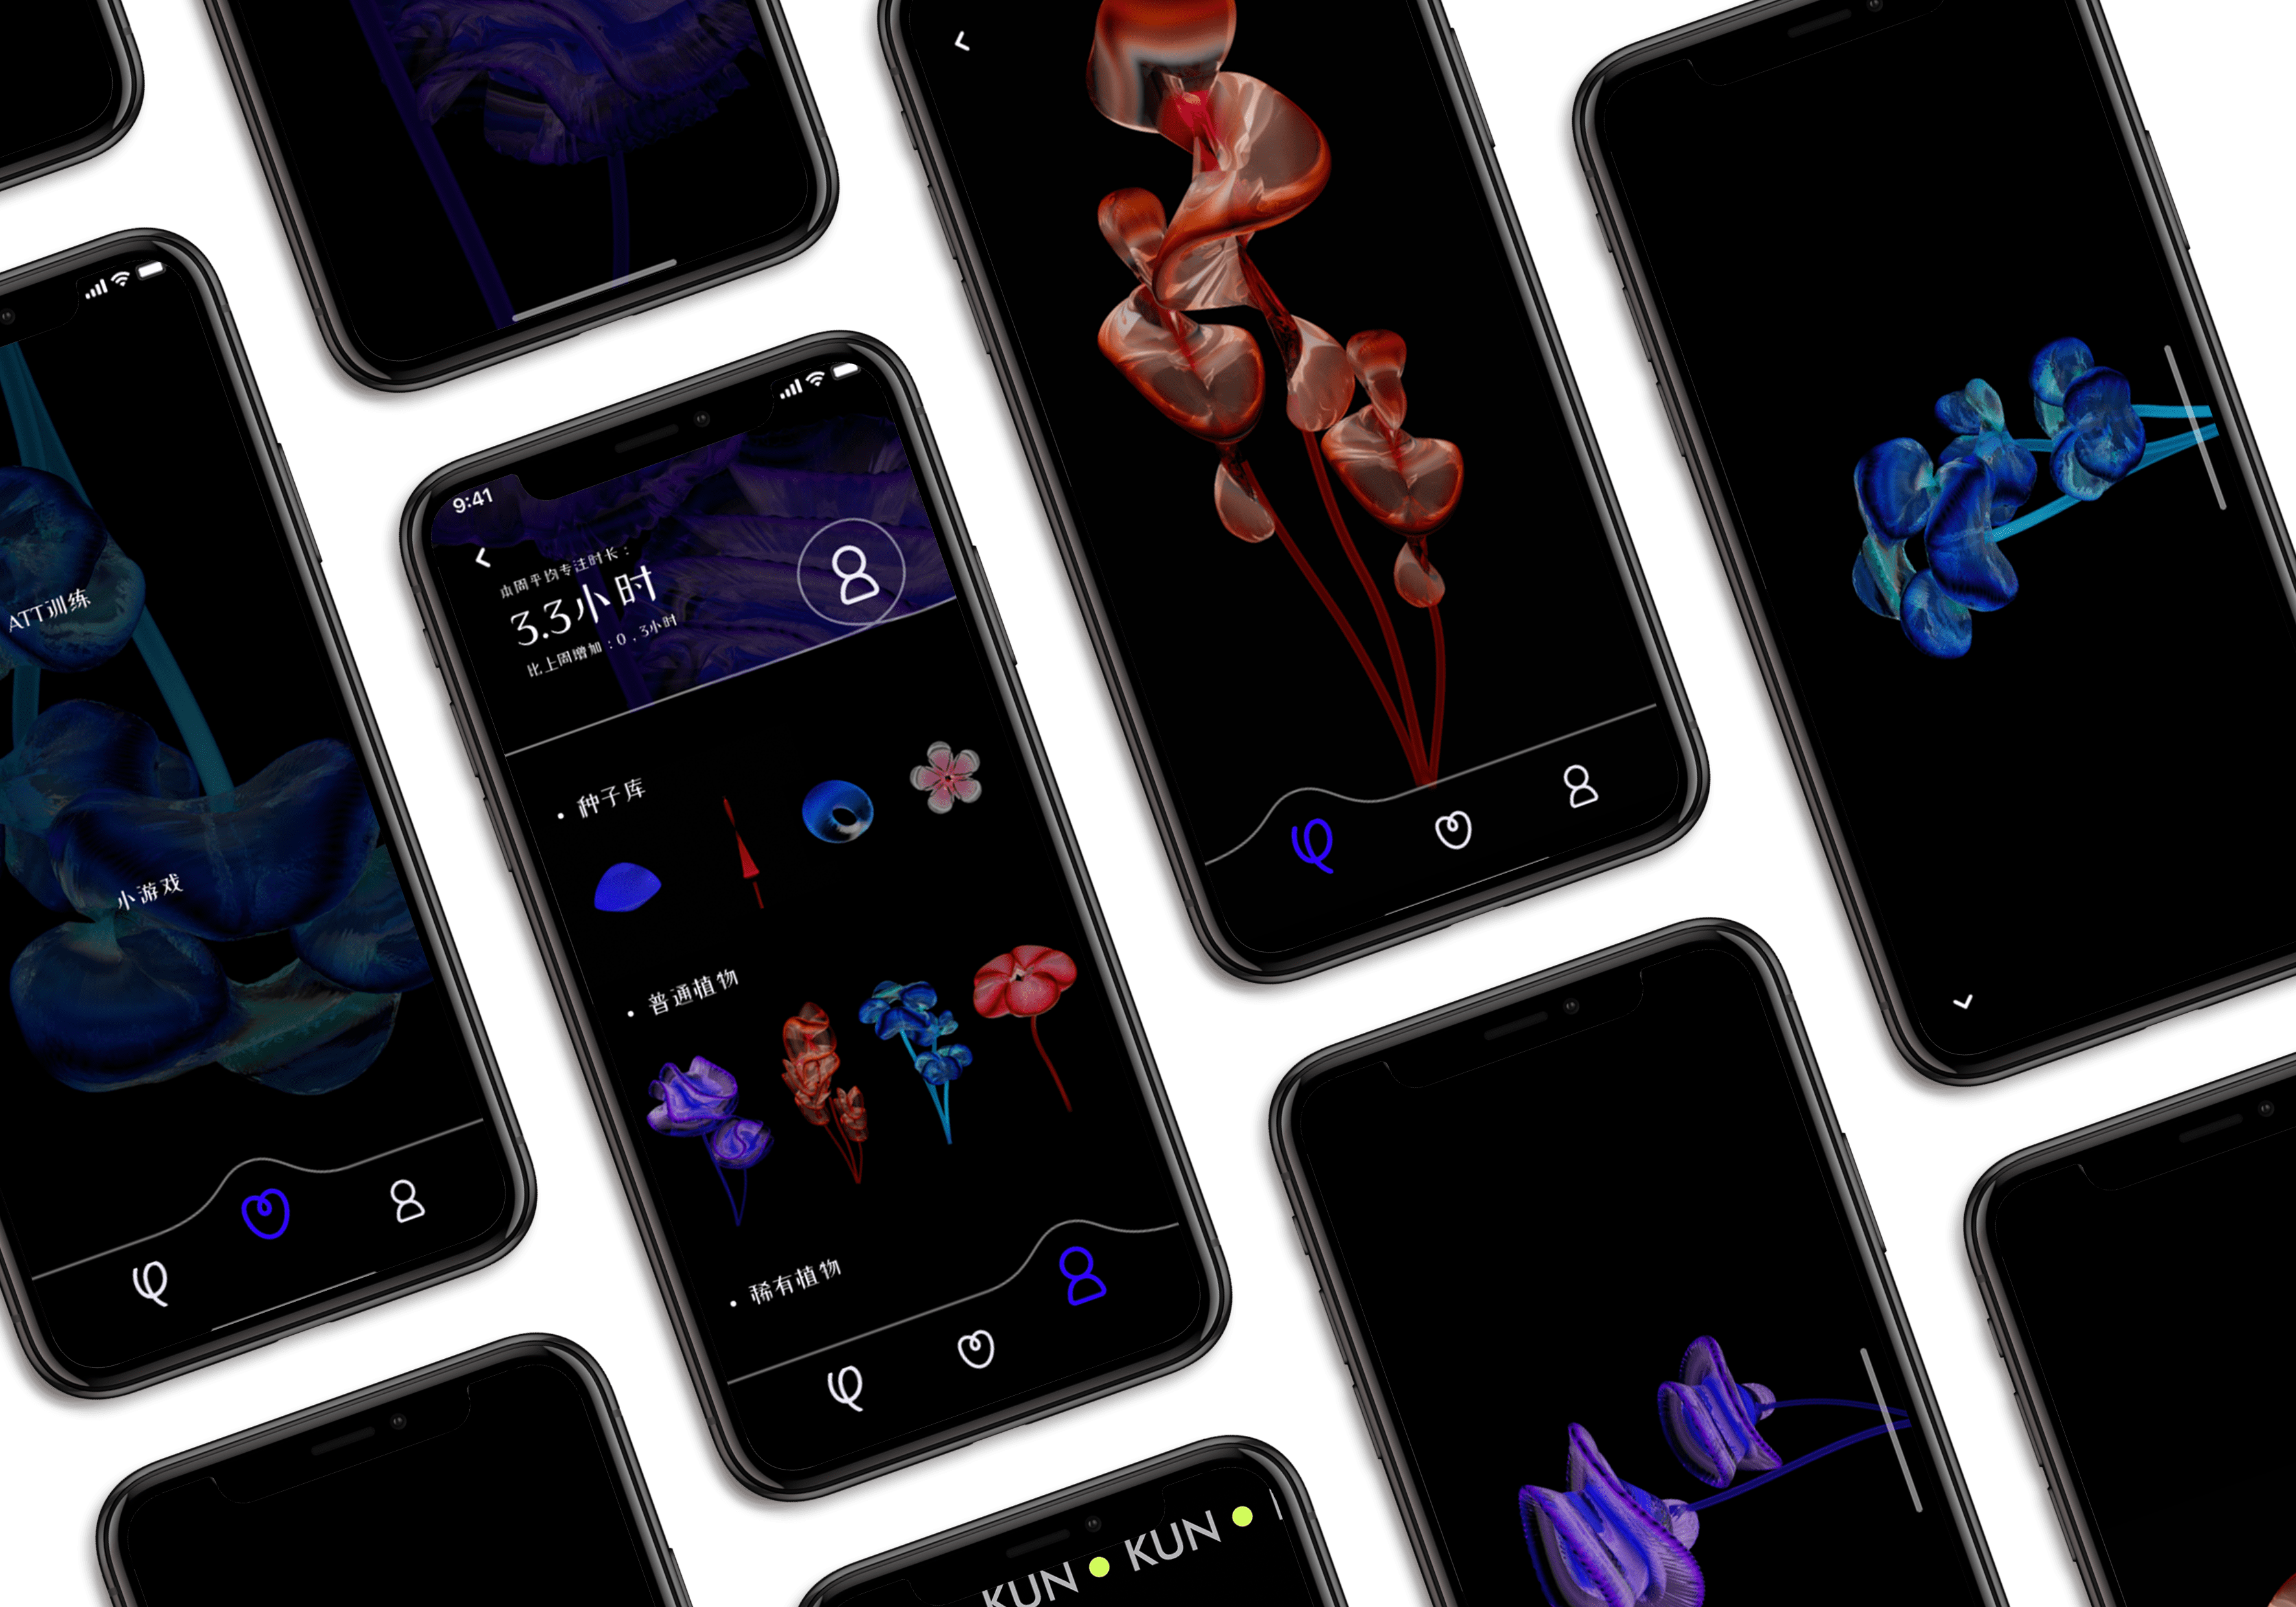 ATT训练
小游戏
9:41
本周平均专注时长：
3.3小时
比上周增加：0，3小时
• 种子库
• 普通植物
• 稀有植物
KUN ● KUN ●